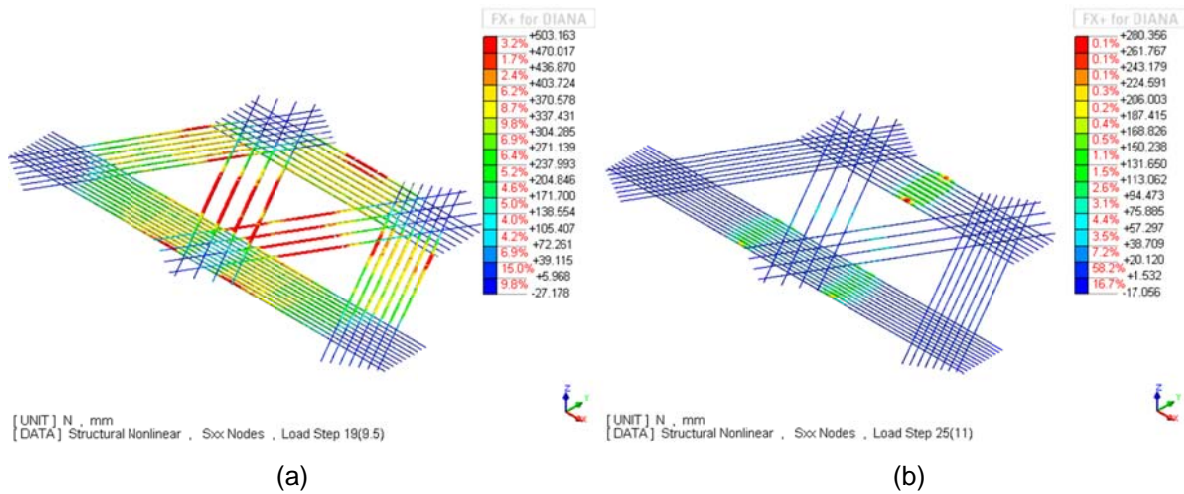 FX+ for DIANA
+503.163
3.2% +470.017
1.7% +436.870
2.4% +403.724
6.2% +370.578
8.7% +337.431
9.8% +304.285
6.9% +271.139
6.4% +237.993
5.2% +204.846
4.6% +171.700
5.0% +138.554
4.0% +105.407
4.2% +72.261
6.9% +39.115
15.0% +5.968
9.8% -27.178
Z
Y
X
[UNIT] N , mm
[DATA] Structural Nonlinear , Sxx Nodes , Load Step 19(9.5)
(a)
FX+ for DIANA
+280.356
0.1% +261.767
0.1% +243.179
0.1% +224.591
0.3% +206.003
0.2% +187.415
0.4% +168.826
0.5% +150.238
1.1% +131.650
1.5% +113.062
2.6% +94.473
3.1% +75.885
4.4% +57.297
3.5% +38.709
7.2% +20.120
58.2% +1.532
16.7% -17.056
Z
Y
X
[UNIT] N , mm
[DATA] Structural Nonlinear , Sxx Nodes , Load Step 25(11)
(b)